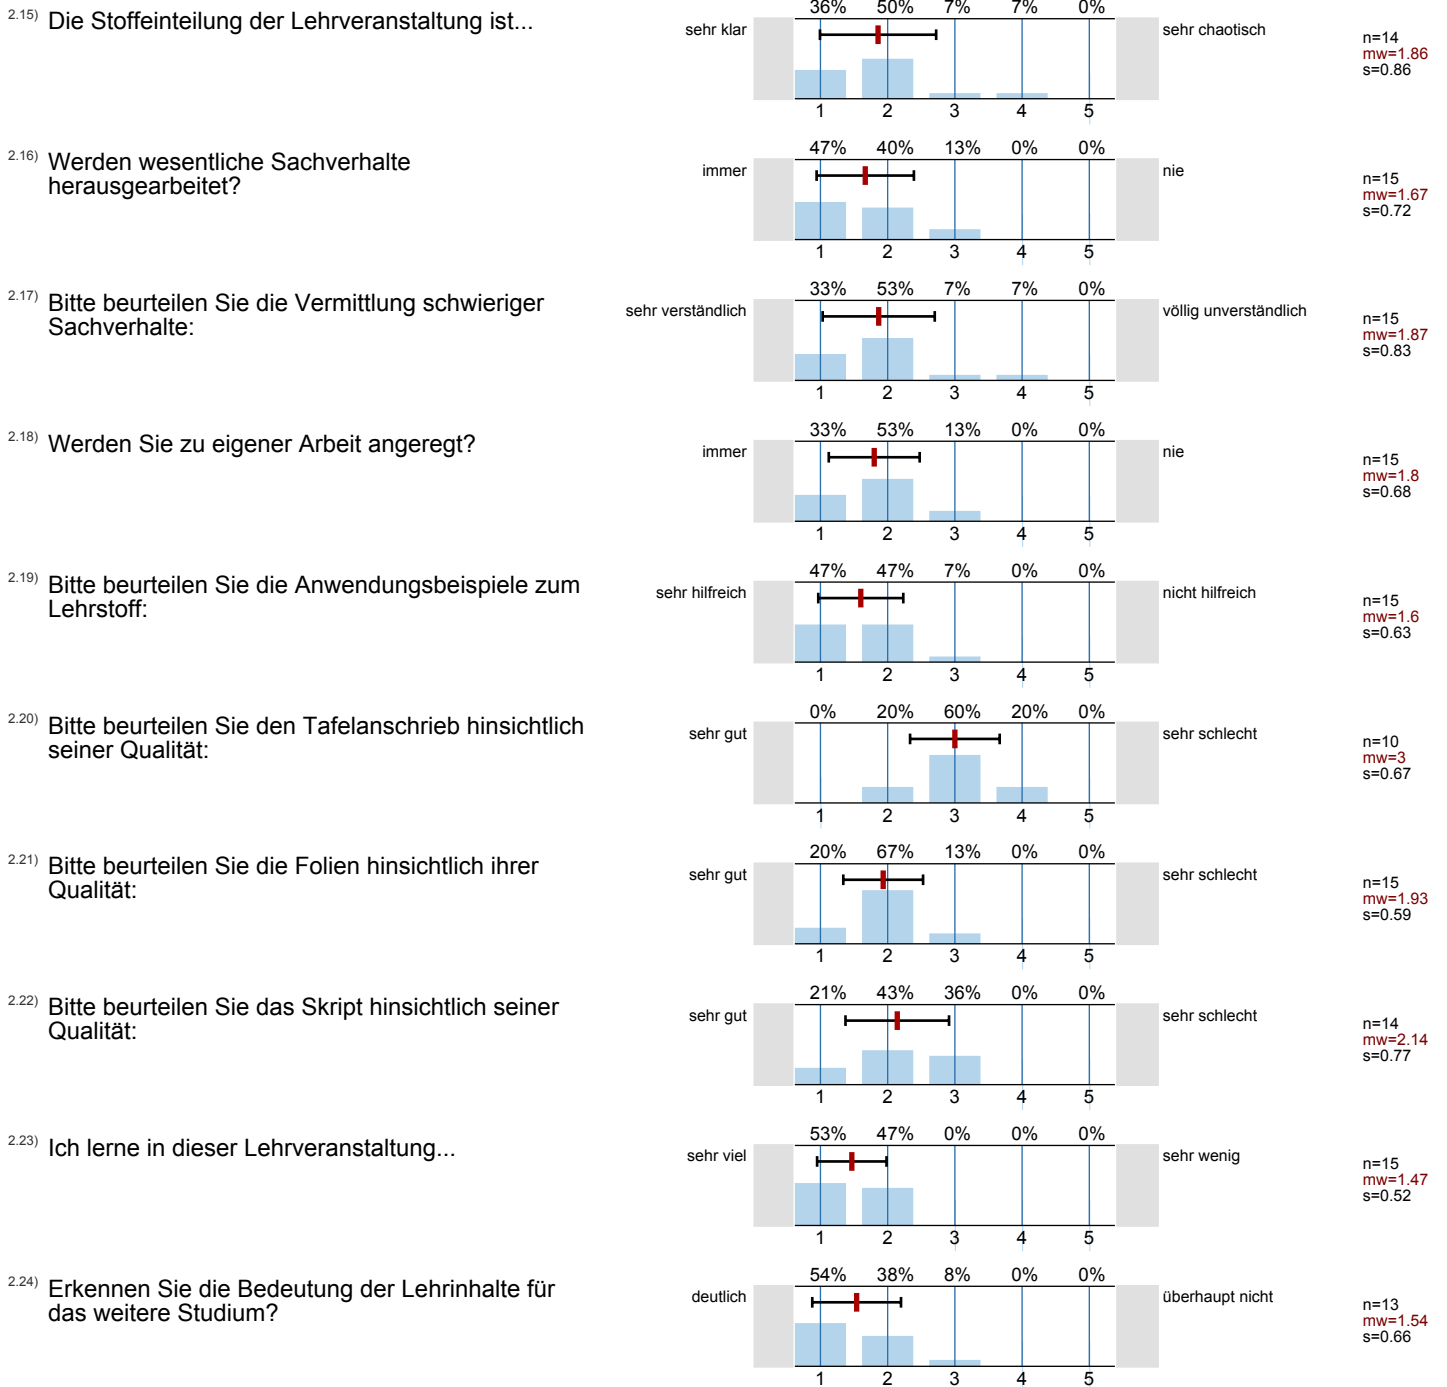 2.15) Die Stoffeinteilung der Lehrveranstaltung ist...
sehr klar
36% 50% 7% 7% 0%
1 2 3 4 5
sehr chaotisch
n=14
mw=1.86
s=0.86
2.16) Werden wesentliche Sachverhalte
herausgearbeitet?
immer
47% 40% 13% 0% 0%
1 2 3 4 5
nie
n=15
mw=1.67
s=0.72
2.17) Bitte beurteilen Sie die Vermittlung schwieriger
Sachverhalte:
sehr verständlich
33% 53% 7% 7% 0%
1 2 3 4 5
völlig unverständlich
n=15
mw=1.87
s=0.83
2.18) Werden Sie zu eigener Arbeit angeregt?
immer
33% 53% 13% 0% 0%
1 2 3 4 5
nie
n=15
mw=1.8
s=0.68
2.19) Bitte beurteilen Sie die Anwendungsbeispiele zum
Lehrstoff:
sehr hilfreich
47% 47% 7% 0% 0%
1 2 3 4 5
nicht hilfreich
n=15
mw=1.6
s=0.63
2.20) Bitte beurteilen Sie den Tafelanschrieb hinsichtlich
seiner Qualität:
sehr gut
0% 20% 60% 20% 0%
1 2 3 4 5
sehr schlecht
n=10
mw=3
s=0.67
2.21) Bitte beurteilen Sie die Folien hinsichtlich ihrer
Qualität:
sehr gut
20% 67% 13% 0% 0%
1 2 3 4 5
sehr schlecht
n=15
mw=1.93
s=0.59
2.22) Bitte beurteilen Sie das Skript hinsichtlich seiner
Qualität:
sehr gut
21% 43% 36% 0% 0%
1 2 3 4 5
sehr schlecht
n=14
mw=2.14
s=0.77
2.23) Ich lerne in dieser Lehrveranstaltung...
sehr viel
53% 47% 0% 0% 0%
1 2 3 4 5
sehr wenig
n=15
mw=1.47
s=0.52
2.24) Erkennen Sie die Bedeutung der Lehrinhalte für
das weitere Studium?
deutlich
54% 38% 8% 0% 0%
1 2 3 4 5
überhaupt nicht
n=13
mw=1.54
s=0.66